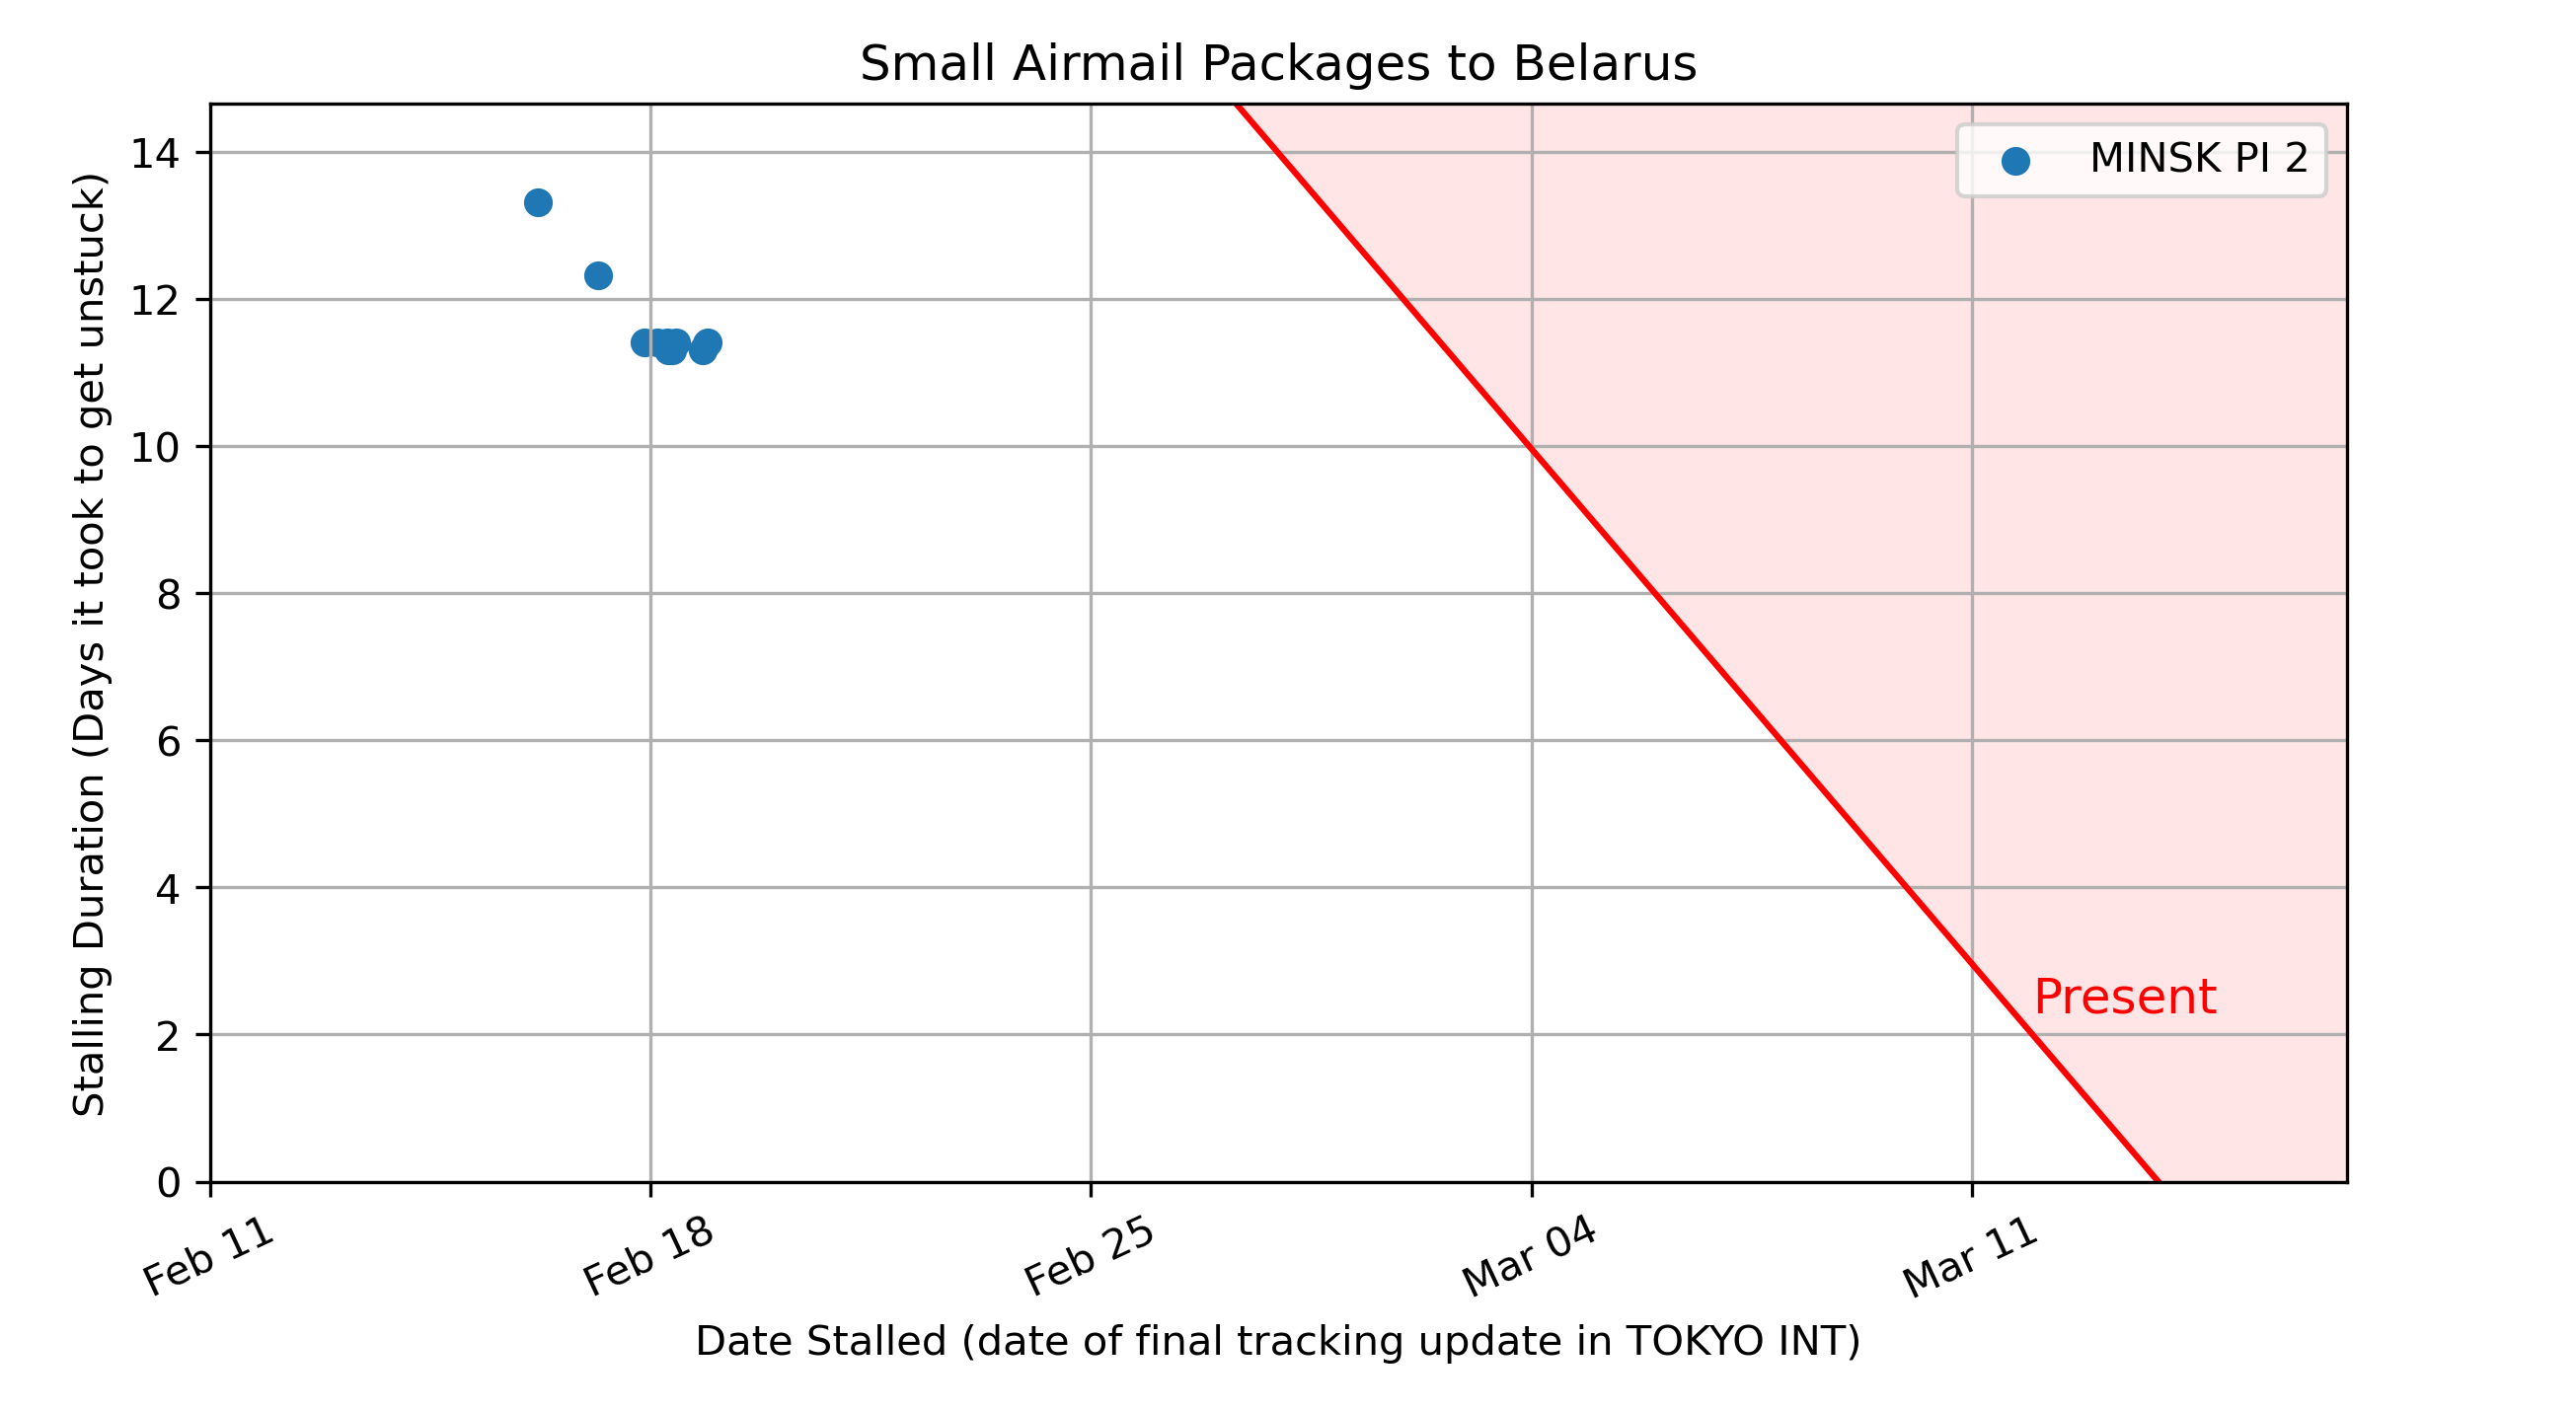 Small Airmail Packages to Belarus
MINSK PI 2
Stalling Duration (Days it took to get unstuck)
14
12
10
8
6
4
2
0
Present
Feb 11
Feb 18
Feb 25
Mar 04
Mar 11
Date Stalled (date of final tracking update in TOKYO INT)